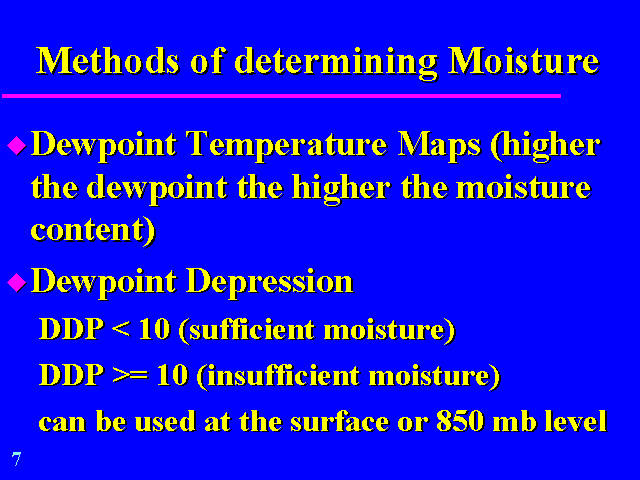 Methods of determining Moisture
Dewpoint Temperature Maps (higher
the dewpoint the higher the moisture
content)
Dewpoint Depression
DDP < 10 (sufficient moisture)
DDP >= 10 (insufficient moisture)
can be used at the surface or 850 mb level
7